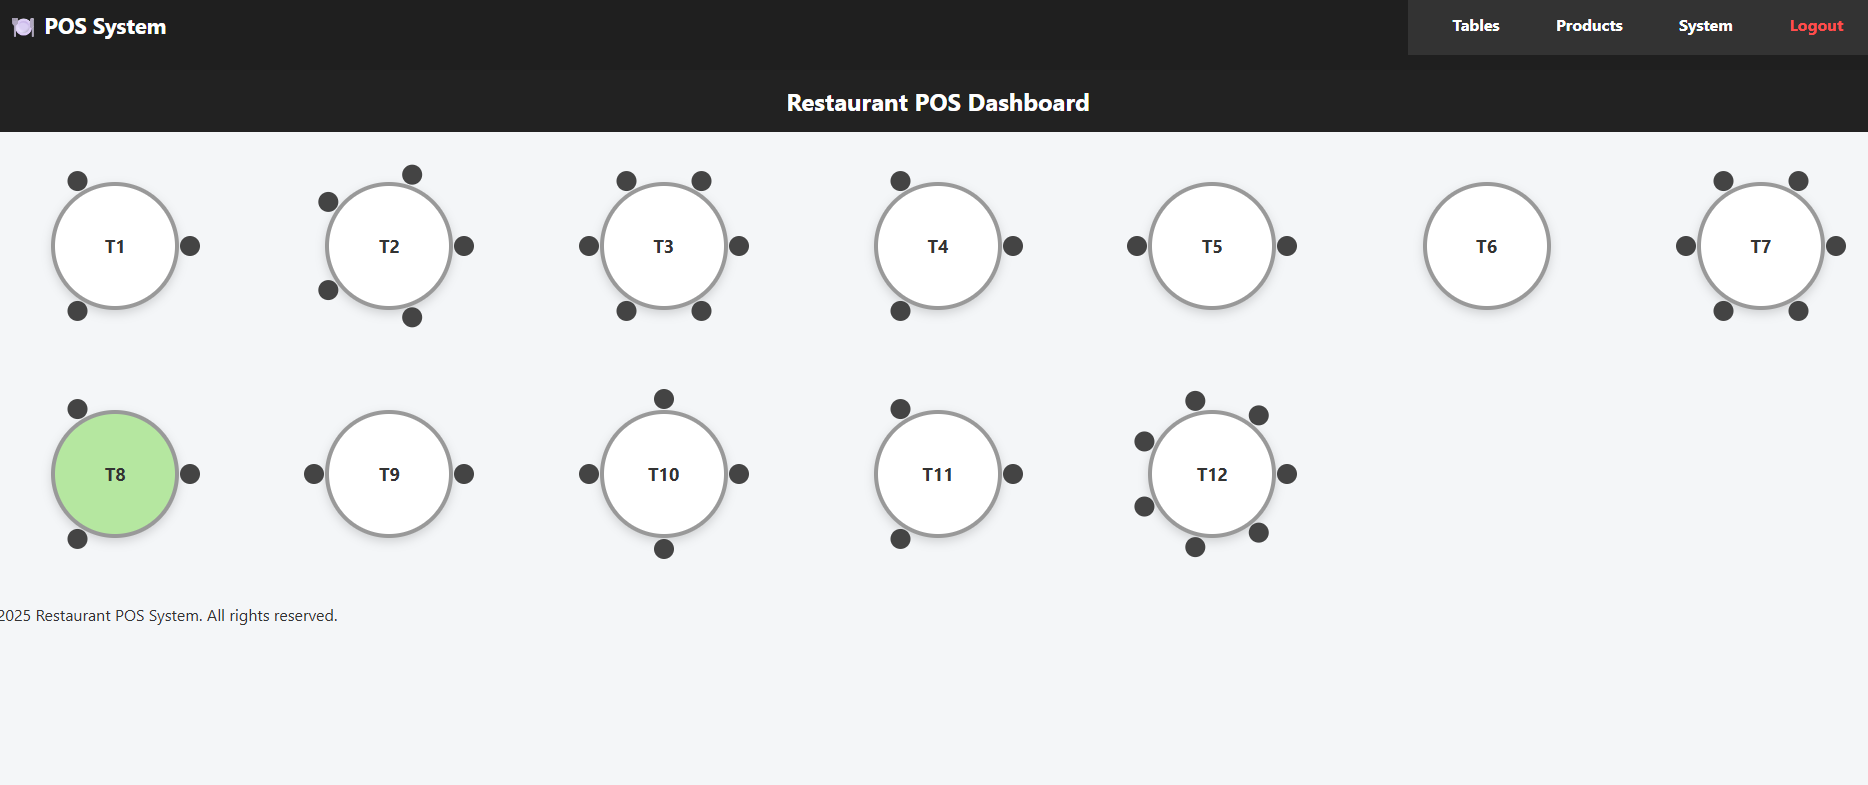 POS System
Tables Products System Logout
Restaurant POS Dashboard
T1 T2 T3 T4 T5 T6 T7
T8 T9 T10 T11 T12
2025 Restaurant POS System. All rights reserved.